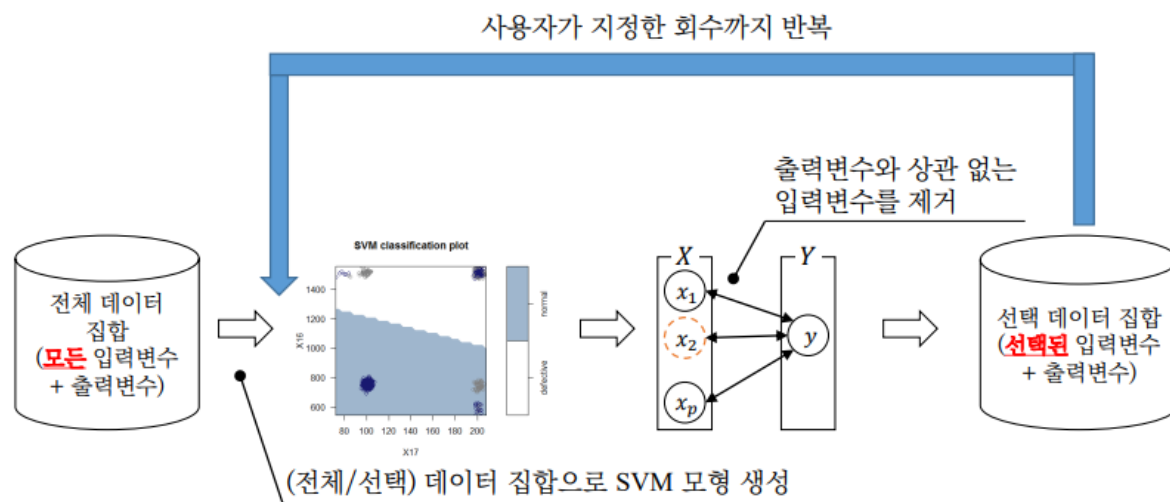 사용자가 지정한 회수까지 반복
출력변수와 상관 없는
입력변수를 제거
전체 데이터
집합
(모든 입력변수
+ 출력변수)
SVM classification plot
1400
1200
1000
800
600
X16
80 100 120 140 160 180 200
X17
normal
defective
X
Y
x₁
x₂
xₚ
y
선택 데이터 집합
(선택된 입력변수
+ 출력변수)
(전체/선택) 데이터 집합으로 SVM 모형 생성